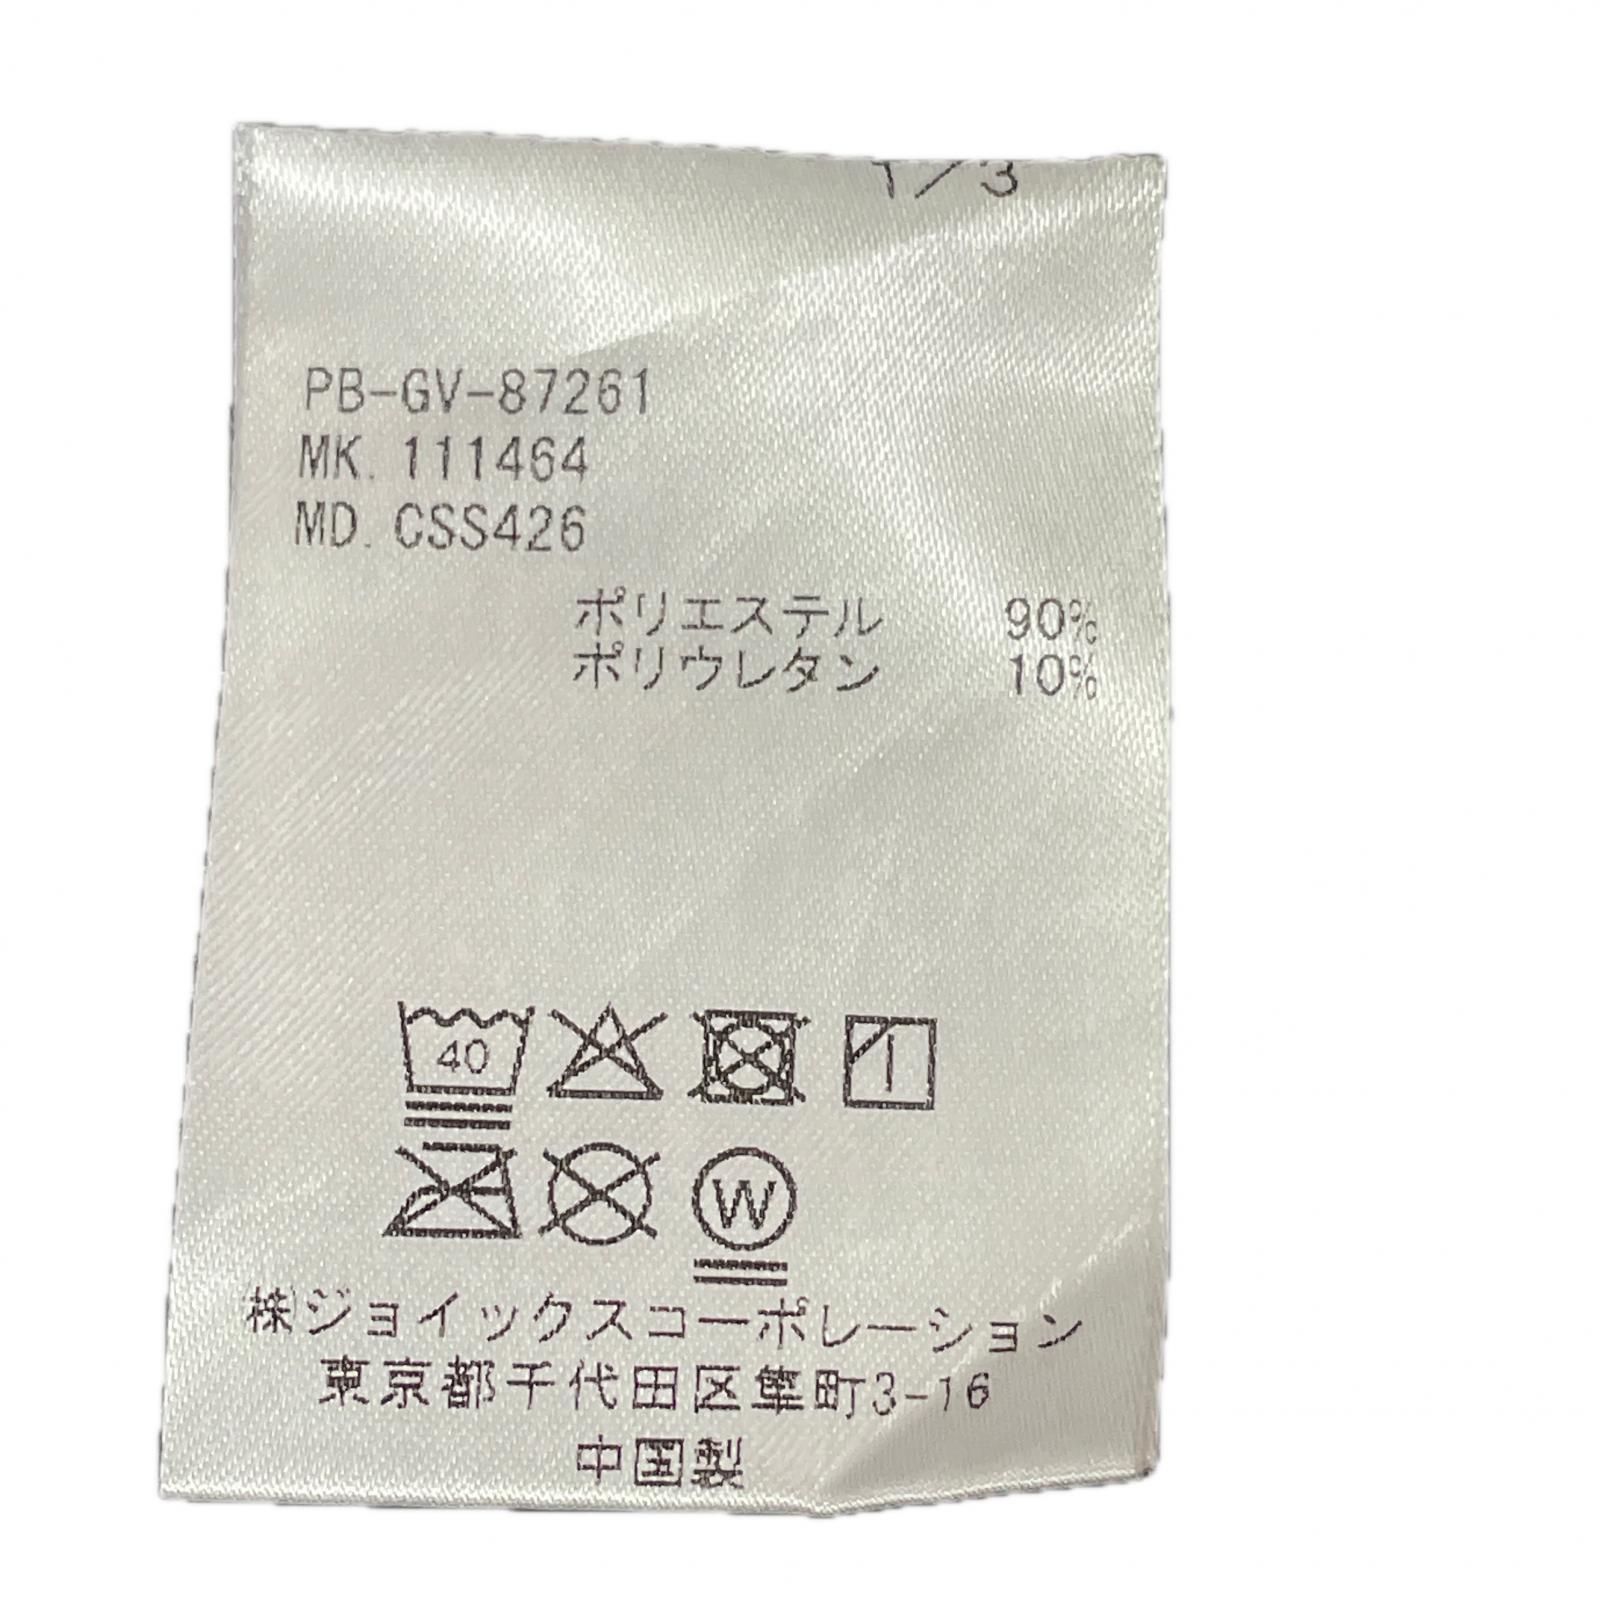 1/3
PB-GV-87261
MK. 111464
MD. CSS426
ポリエステル 90%
ポリウレタン 10%
40
W
㈱ジョイックスコーポレーション
東京都千代田区隼町3-16
中国製